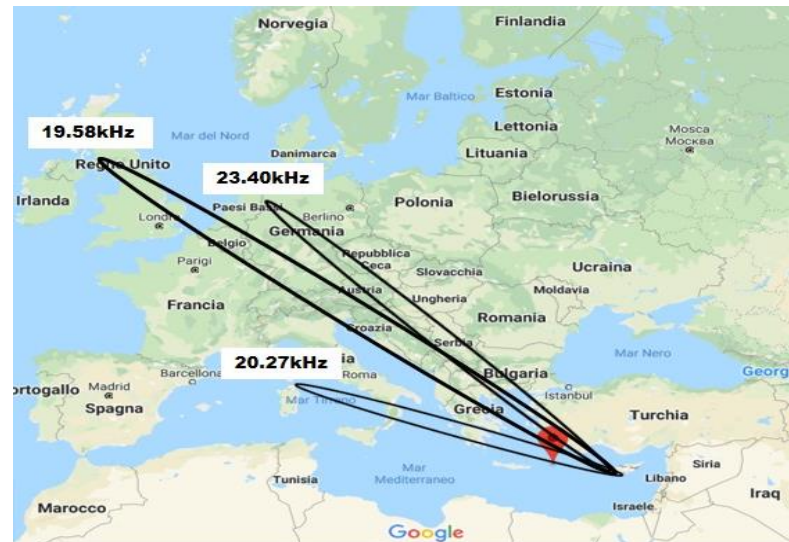 Norvegia
Finlandia
Estonia
Mar Baltico
Lettonia
Mosca
Москва
19.58kHz
Mar del Nord
Danimarca
Lituania
Regno Unito
23.40kHz
Irlanda
Paesi Bassi
Berlino
Polonia
Bielorussia
Londra
Germania
Belgio
Parigi
Repubblica
Ceca
Slovacchia
Ucraina
Austria
Ungheria
Moldavia
Francia
Croazia
Romania
Serbia
20.27kHz
ia
Mar Nero
Barcellona
Roma
Bulgaria
Georg
ortogallo
Madrid
Istanbul
Spagna
Mar Tirreno
Grecia
Turchia
Tunisia
Mar
Mediterraneo
Siria
Libano
Iraq
Marocco
Israele
Google